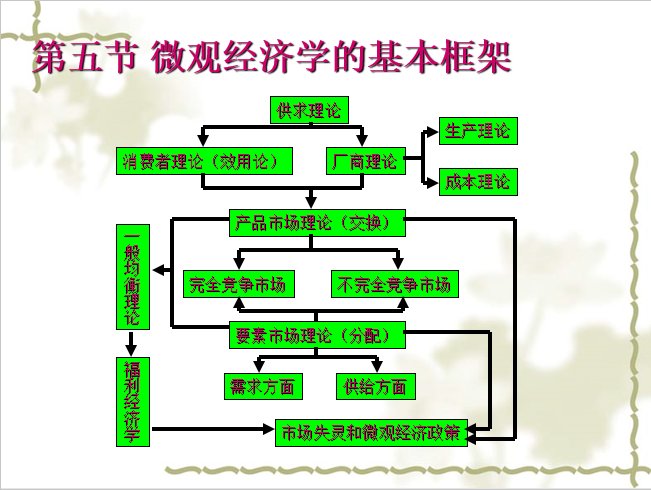 第五节 微观经济学的基本框架
供求理论
生产理论
消费者理论（效用论）
厂商理论
成本理论
产品市场理论（交换）
一般均衡理论
完全竞争市场
不完全竞争市场
要素市场理论（分配）
福利经济学
需求方面
供给方面
市场失灵和微观经济政策